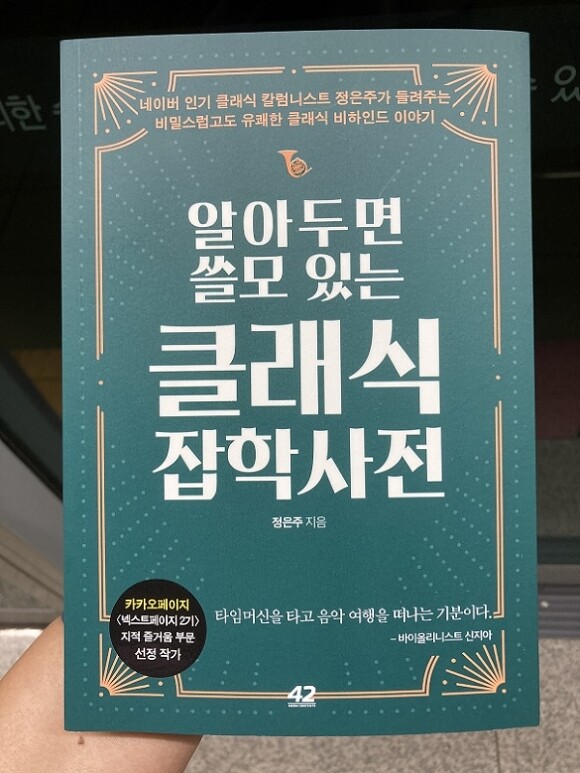 네이버 인기 클래식 칼럼니스트 정은주가 들려주는
비밀스럽고도 유쾌한 클래식 비하인드 이야기
알아두면
쓸모 있는
클래식
잡학사전
정은주 지음
카카오페이지
〈넥스트페이지 2기〉
지적 즐거움 부문
선정 작가
타임머신을 타고 음악 여행을 떠나는 기분이다.
– 바이올리니스트 신지아
42